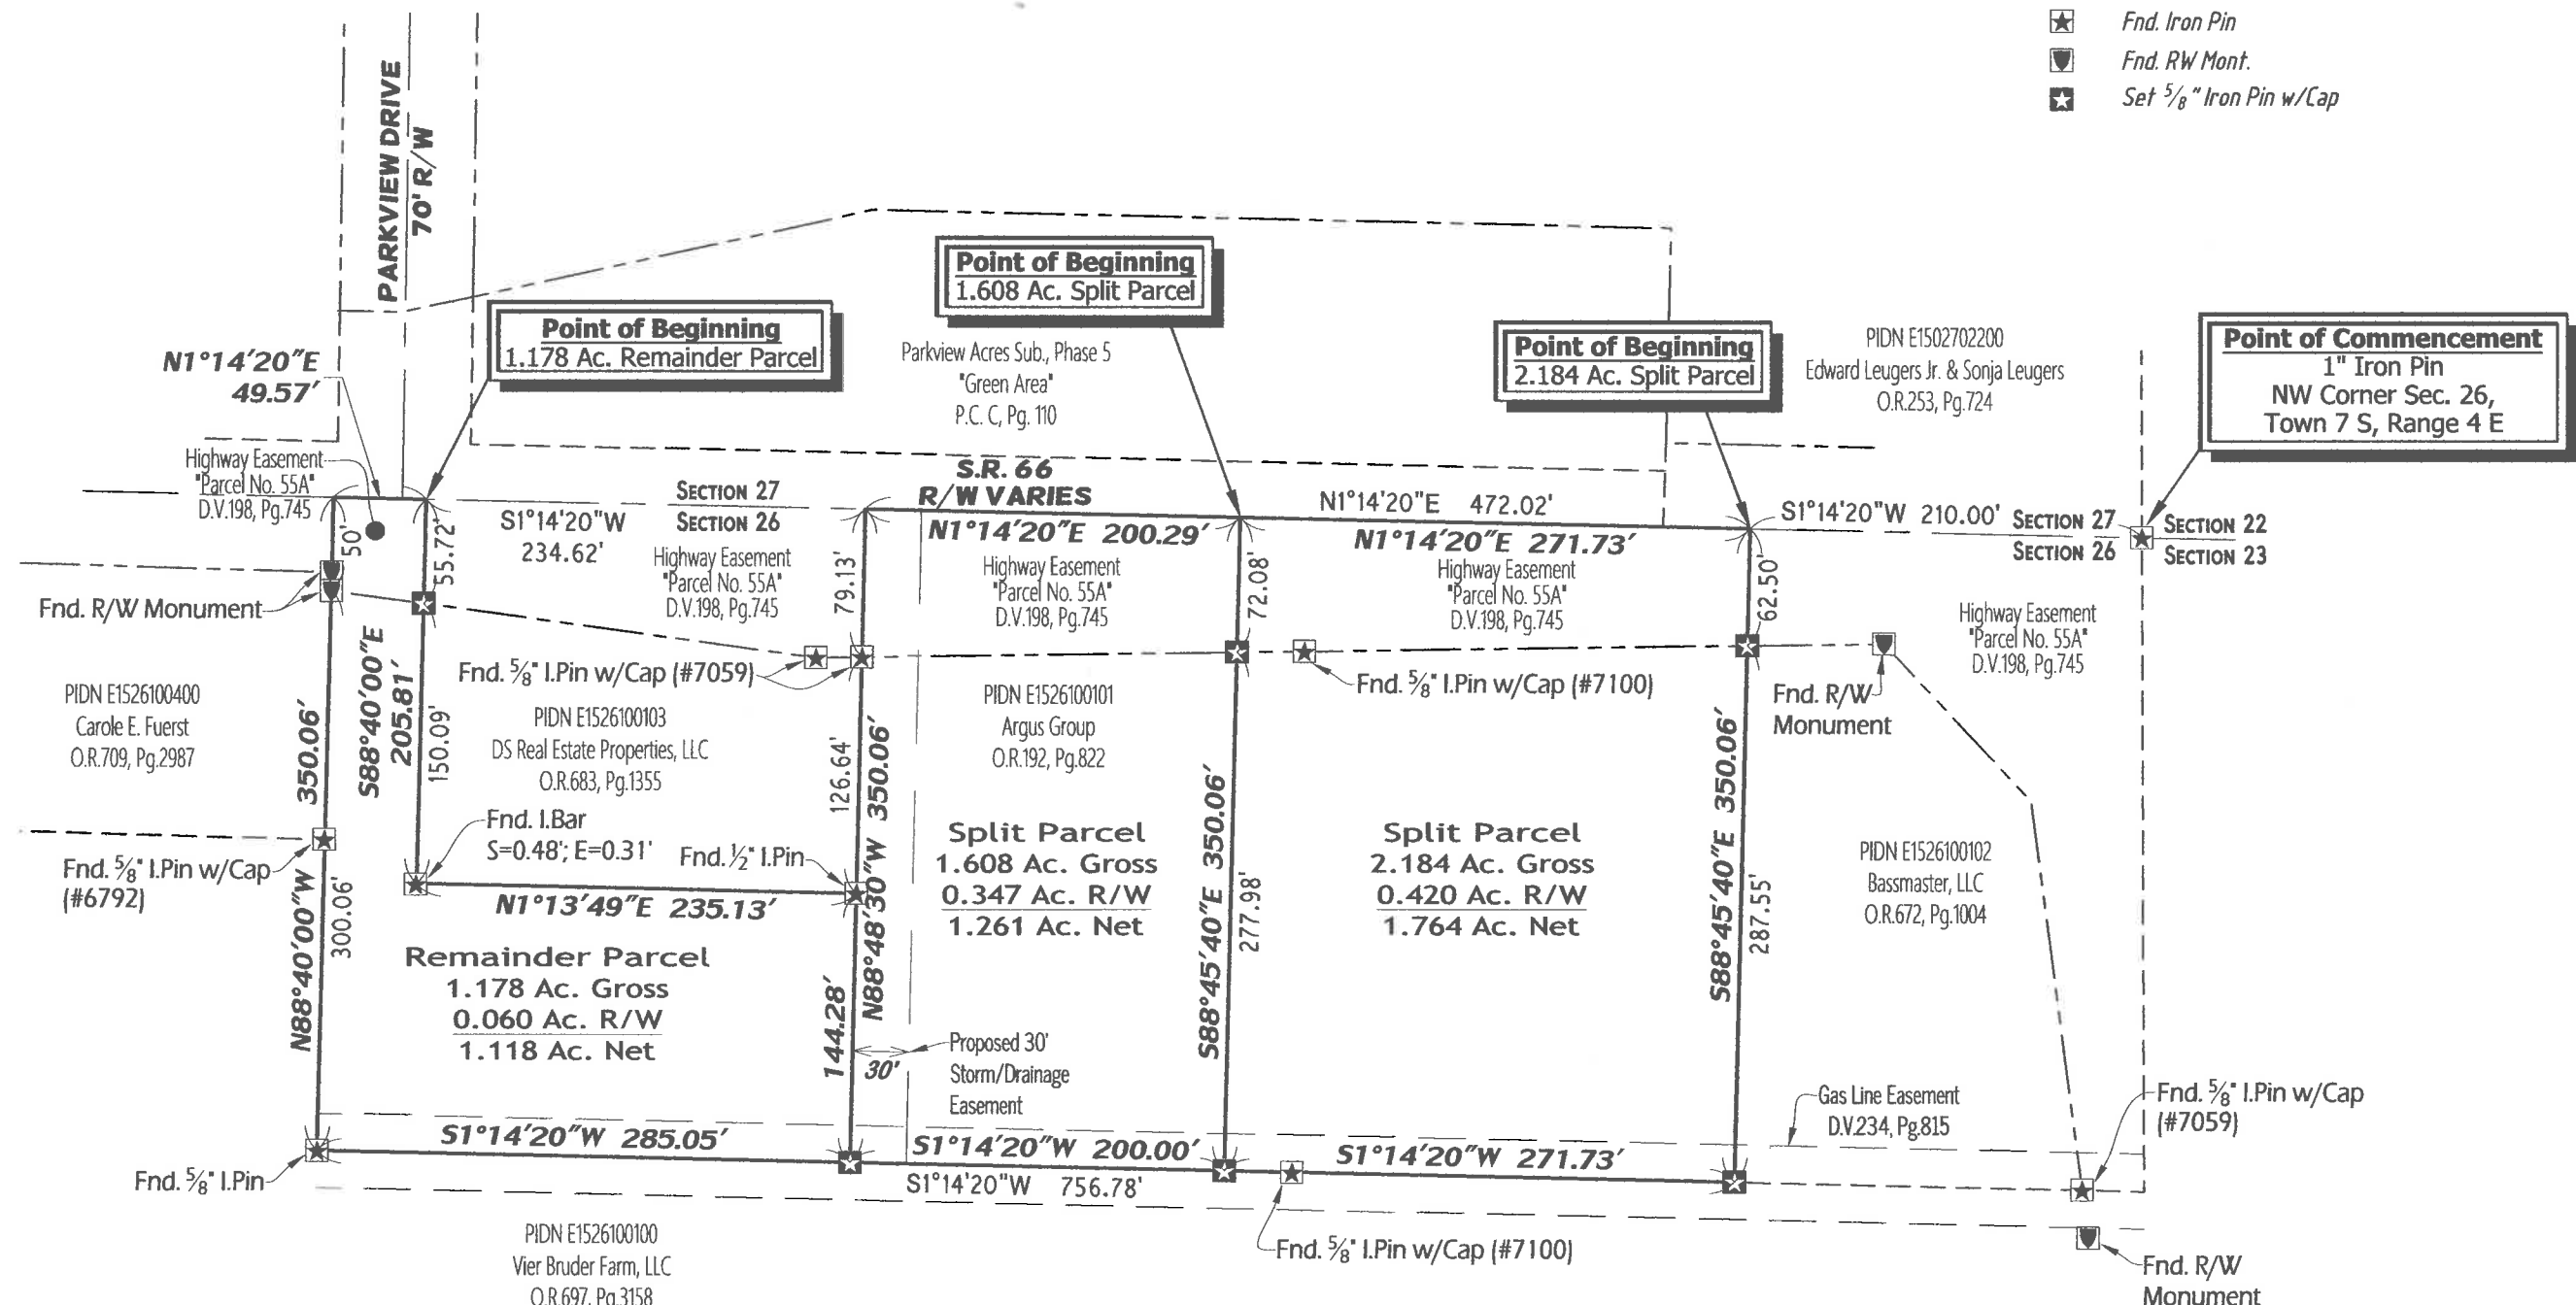 Fnd. Iron Pin
Fnd. RW Mont.
Set 5/8" Iron Pin w/Cap
PARKVIEW DRIVE
70' R/W
Point of Beginning
1.608 Ac. Split Parcel
Point of Beginning
1.178 Ac. Remainder Parcel
Point of Beginning
2.184 Ac. Split Parcel
Point of Commencement
1" Iron Pin
NW Corner Sec. 26,
Town 7 S, Range 4 E
N1°14'20"E
49.57'
Parkview Acres Sub., Phase 5
"Green Area"
P.C. C, Pg. 110
PIDN E1502702200
Edward Leugers Jr. & Sonja Leugers
O.R.253, Pg.724
Highway Easement
"Parcel No. 55A"
D.V.198, Pg.745
S.R. 66
R/W VARIES
SECTION 27
SECTION 26
S1°14'20"W
234.62'
N1°14'20"E 472.02'
N1°14'20"E 200.29'
N1°14'20"E 271.73'
S1°14'20"W 210.00'
SECTION 27
SECTION 26
SECTION 22
SECTION 23
50'
55.72'
Highway Easement
"Parcel No. 55A"
D.V.198, Pg.745
79.13'
Highway Easement
"Parcel No. 55A"
D.V.198, Pg.745
72.08'
Highway Easement
"Parcel No. 55A"
D.V.198, Pg.745
62.50'
Highway Easement
"Parcel No. 55A"
D.V.198, Pg.745
Fnd. R/W Monument
Fnd. 5/8" I.Pin w/Cap (#7059)
Fnd. 5/8" I.Pin w/Cap (#7100)
Fnd. R/W
Monument
PIDN E1526100400
Carole E. Fuerst
O.R.709, Pg.2987
N88°40'00"W 350.06'
300.06'
S88°40'00"E
205.81'
150.09'
PIDN E1526100103
DS Real Estate Properties, LLC
O.R.683, Pg.1355
126.64'
N88°48'30"W 350.06'
144.28'
PIDN E1526100101
Argus Group
O.R.192, Pg.822
S88°45'40"E 350.06'
277.98'
S88°45'40"E 350.06'
287.55'
PIDN E1526100102
Bassmaster, LLC
O.R.672, Pg.1004
Fnd. I.Bar
S=0.48'; E=0.31'
Fnd. 1/2" I.Pin
Fnd. 5/8" I.Pin w/Cap
(#6792)
N1°13'49"E 235.13'
Split Parcel
1.608 Ac. Gross
0.347 Ac. R/W
1.261 Ac. Net
Split Parcel
2.184 Ac. Gross
0.420 Ac. R/W
1.764 Ac. Net
Remainder Parcel
1.178 Ac. Gross
0.060 Ac. R/W
1.118 Ac. Net
30'
Proposed 30'
Storm/Drainage
Easement
Gas Line Easement
D.V.234, Pg.815
Fnd. 5/8" I.Pin w/Cap
(#7059)
S1°14'20"W 285.05'
S1°14'20"W 200.00'
S1°14'20"W 271.73'
S1°14'20"W 756.78'
Fnd. 5/8" I.Pin
Fnd. 5/8" I.Pin w/Cap (#7100)
Fnd. R/W
Monument
PIDN E1526100100
Vier Bruder Farm, LLC
O.R.697, Pg.3158